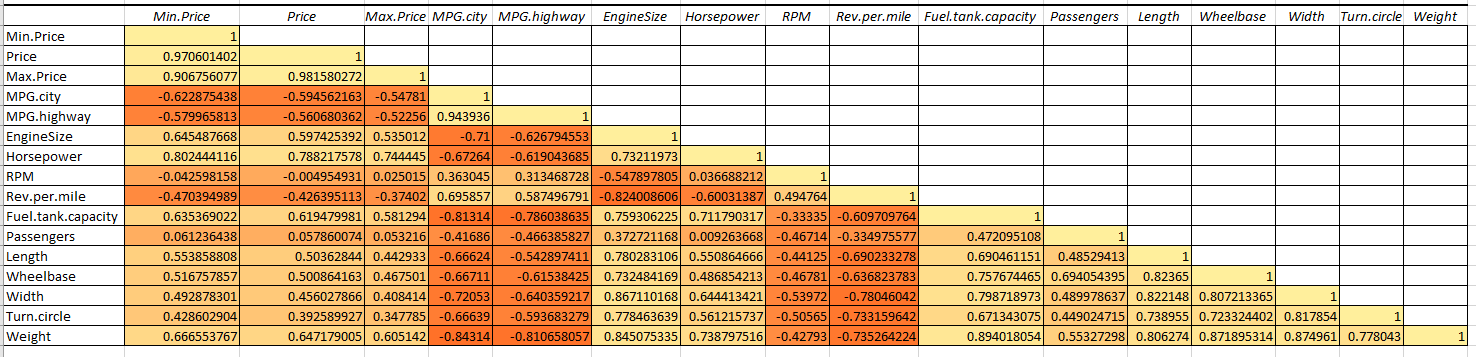 Min.Price Price Max.Price MPG.city MPG.highway EngineSize Horsepower RPM Rev.per.mile Fuel.tank.capacity Passengers Length Wheelbase Width Turn.circle Weight
Min.Price 1
Price 0.970601402 1
Max.Price 0.906756077 0.981580272 1
MPG.city -0.622875438 -0.594562163 -0.54781 1
MPG.highway -0.579965813 -0.560680362 -0.52256 0.943936 1
EngineSize 0.645487668 0.597425392 0.535012 -0.71 -0.626794553 1
Horsepower 0.802444116 0.788217578 0.744445 -0.67264 -0.619043685 0.73211973 1
RPM -0.042598158 -0.004954931 0.025015 0.363045 0.313468728 -0.547897805 0.036688212 1
Rev.per.mile -0.470394989 -0.426395113 -0.37402 0.695857 0.587496791 -0.824008606 -0.60031387 0.494764 1
Fuel.tank.capacity 0.635369022 0.619479981 0.581294 -0.81314 -0.786038635 0.759306225 0.711790317 -0.33335 -0.609709764 1
Passengers 0.061236438 0.057860074 0.053216 -0.41686 -0.466385827 0.372721168 0.009263668 -0.46714 -0.334975577 0.472095108 1
Length 0.553858808 0.50362844 0.442933 -0.66624 -0.542897411 0.780283106 0.550864666 -0.44125 -0.690233278 0.690461151 0.48529413 1
Wheelbase 0.516757857 0.500864163 0.467501 -0.66711 -0.61538425 0.732484169 0.486854213 -0.46781 -0.636823783 0.757674465 0.694054395 0.82365 1
Width 0.492878301 0.456027866 0.408414 -0.72053 -0.640359217 0.867110168 0.644413421 -0.53972 -0.78046042 0.798718973 0.489978637 0.822148 0.807213365 1
Turn.circle 0.428602904 0.392589927 0.347785 -0.66639 -0.593683279 0.778463639 0.561215737 -0.50565 -0.733159642 0.671343075 0.449024715 0.738955 0.723324402 0.817854 1
Weight 0.666553767 0.647179005 0.605142 -0.84314 -0.810658057 0.845075335 0.738797516 -0.42793 -0.735264224 0.894018054 0.55327298 0.806274 0.871895314 0.874961 0.778043 1